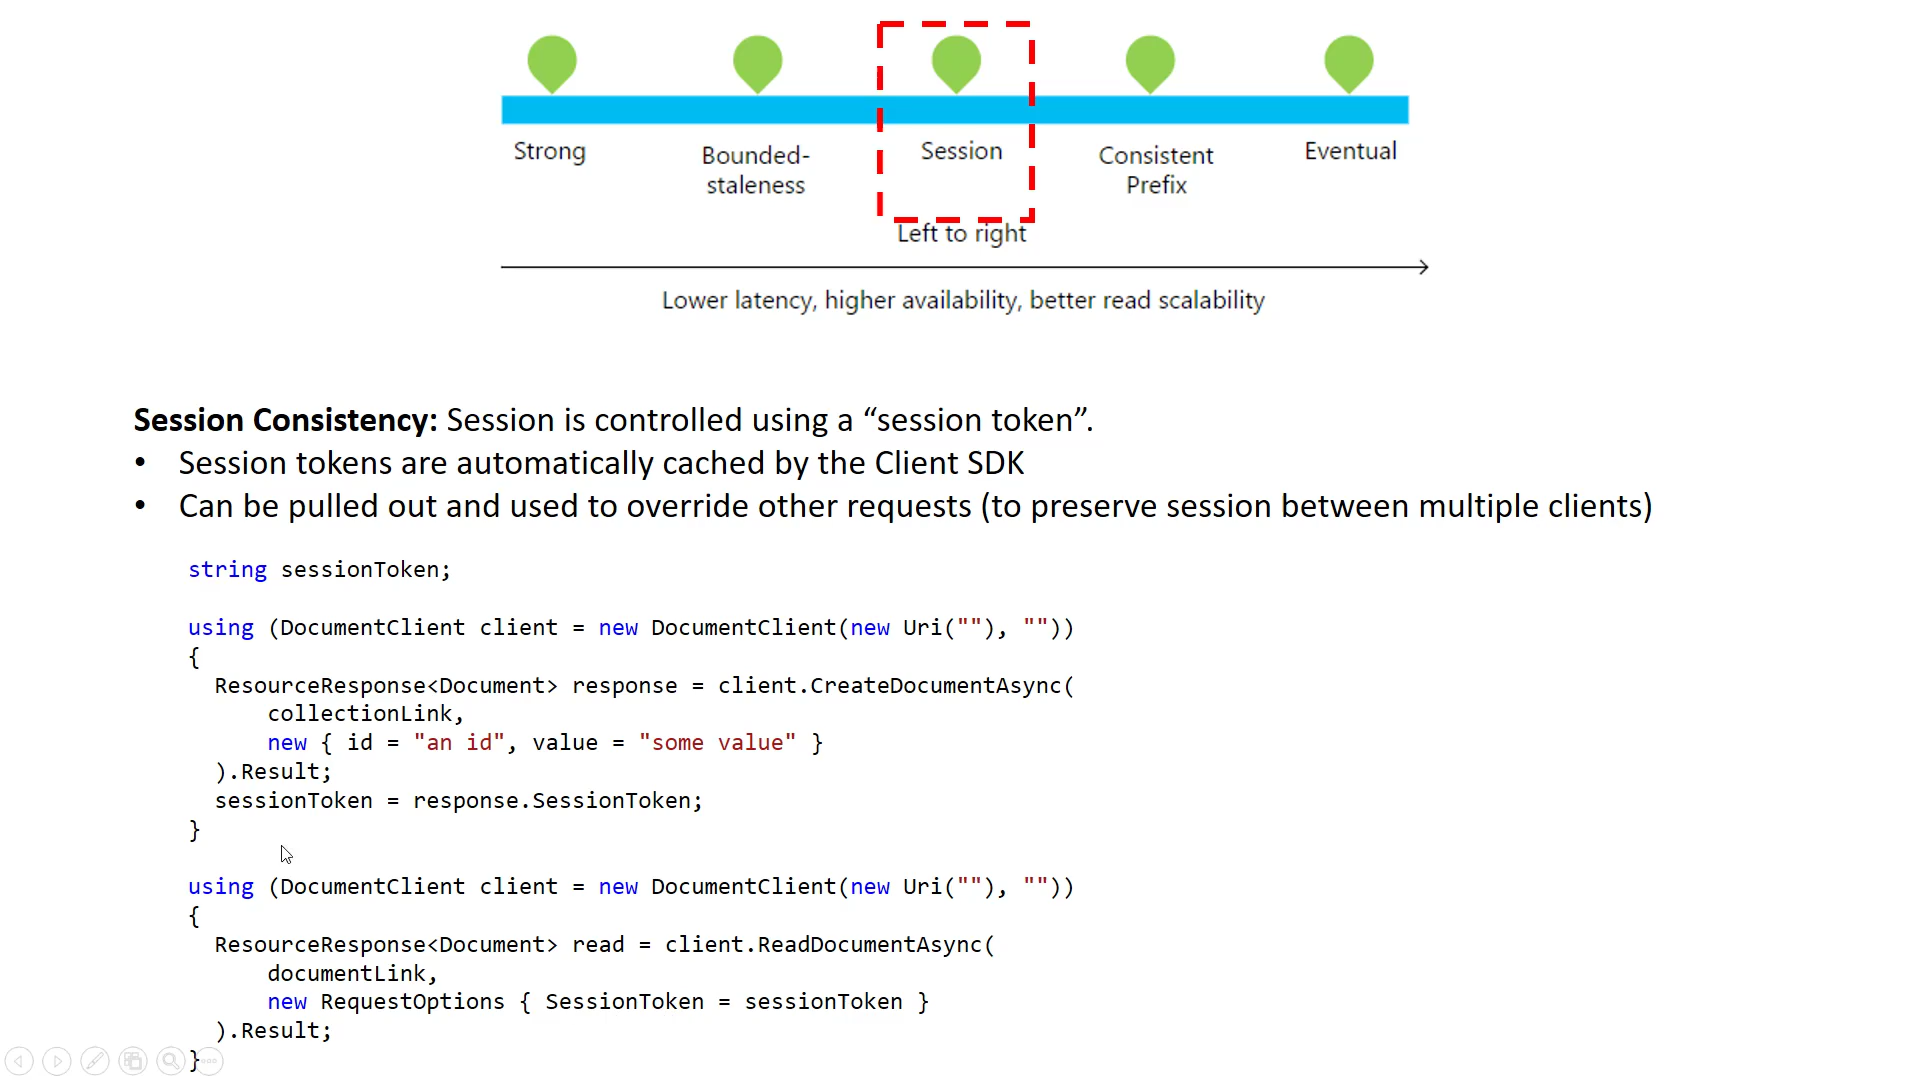 Strong
Bounded-
staleness
Session
Consistent
Prefix
Eventual
Left to right
Lower latency, higher availability, better read scalability
Session Consistency: Session is controlled using a “session token”.
• Session tokens are automatically cached by the Client SDK
• Can be pulled out and used to override other requests (to preserve session between multiple clients)
string sessionToken;
using (DocumentClient client = new DocumentClient(new Uri(""), ""))
{
ResourceResponse<Document> response = client.CreateDocumentAsync(
collectionLink,
new { id = "an id", value = "some value" }
).Result;
sessionToken = response.SessionToken;
}
using (DocumentClient client = new DocumentClient(new Uri(""), ""))
{
ResourceResponse<Document> read = client.ReadDocumentAsync(
documentLink,
new RequestOptions { SessionToken = sessionToken }
).Result;
}